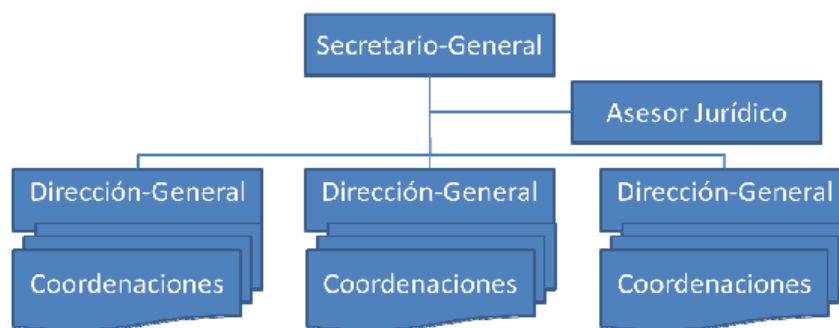 Secretario-General
Asesor Jurídico
Dirección-General
Dirección-General
Dirección-General
Coordenaciones
Coordenaciones
Coordenaciones